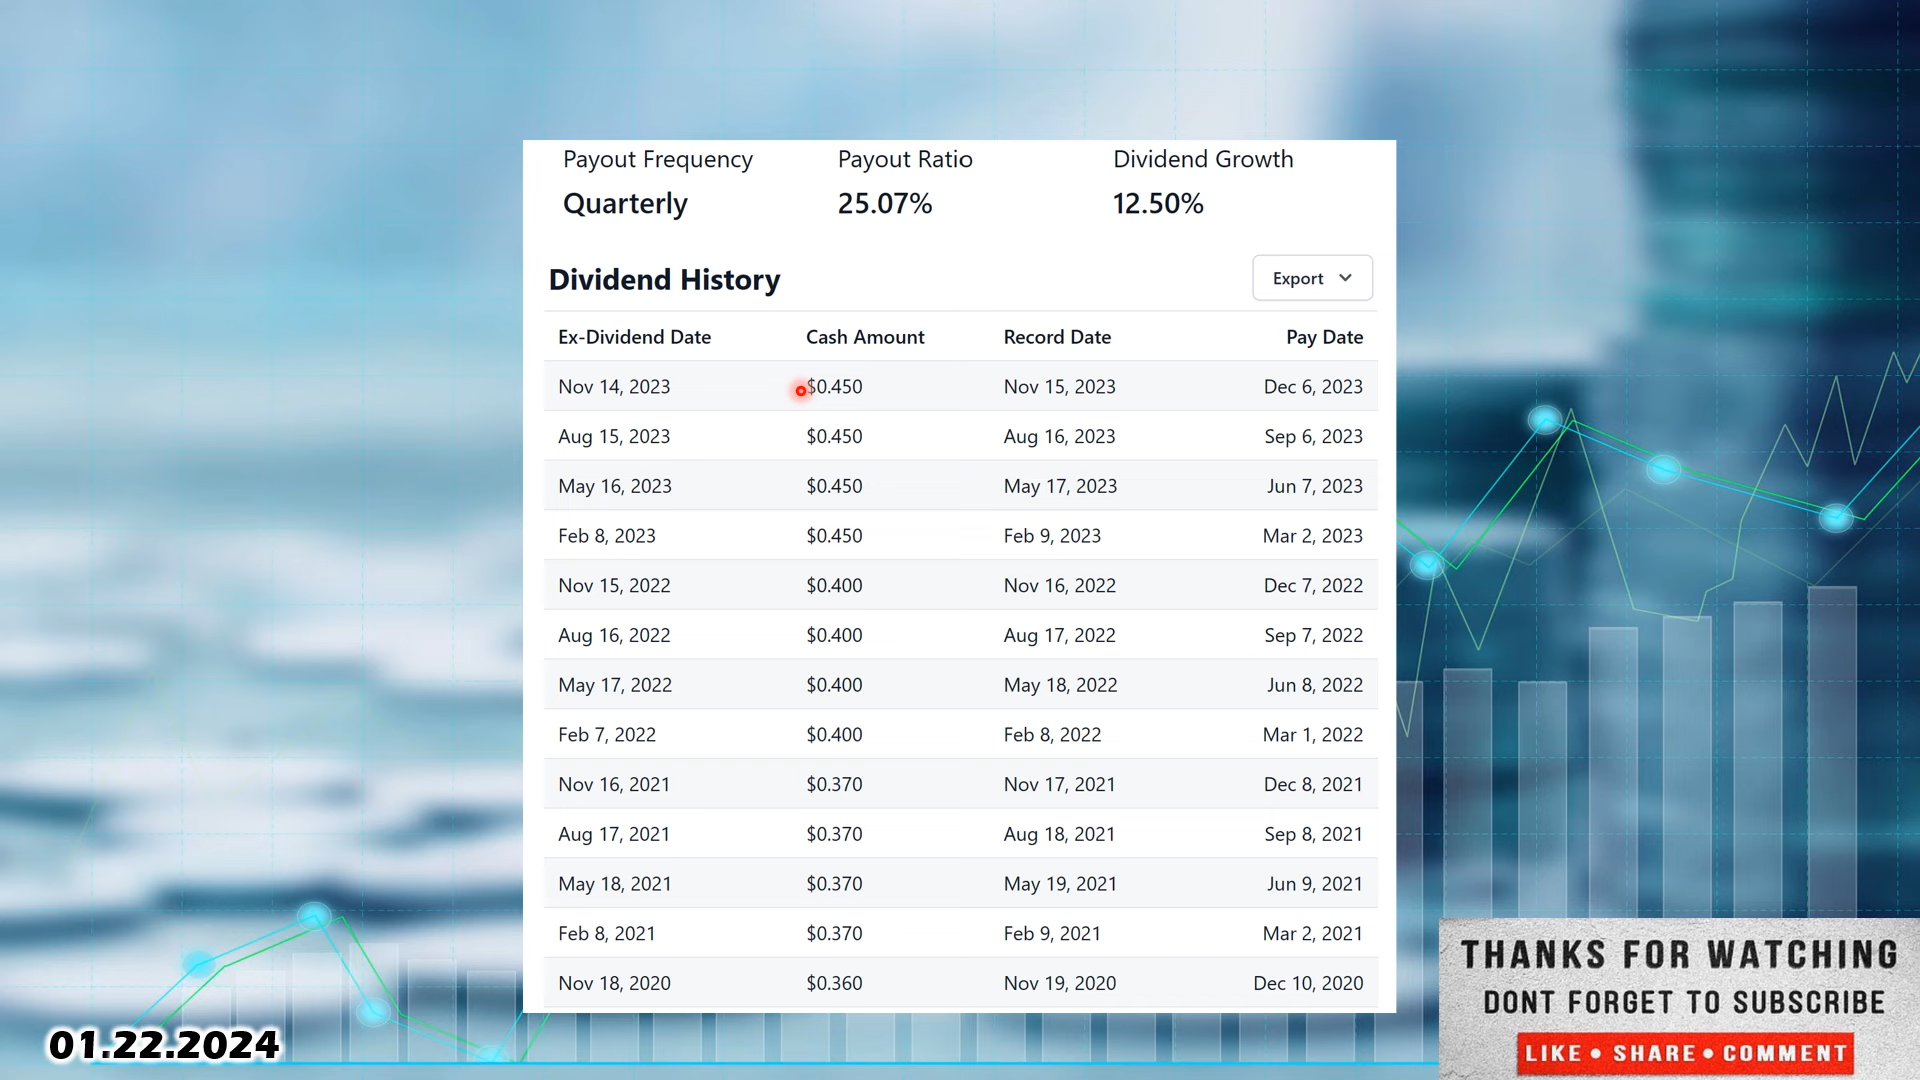 Payout Frequency Payout Ratio Dividend Growth
Quarterly 25.07% 12.50%
Dividend History Export
Ex-Dividend Date Cash Amount Record Date Pay Date
Nov 14, 2023 $0.450 Nov 15, 2023 Dec 6, 2023
Aug 15, 2023 $0.450 Aug 16, 2023 Sep 6, 2023
May 16, 2023 $0.450 May 17, 2023 Jun 7, 2023
Feb 8, 2023 $0.450 Feb 9, 2023 Mar 2, 2023
Nov 15, 2022 $0.400 Nov 16, 2022 Dec 7, 2022
Aug 16, 2022 $0.400 Aug 17, 2022 Sep 7, 2022
May 17, 2022 $0.400 May 18, 2022 Jun 8, 2022
Feb 7, 2022 $0.400 Feb 8, 2022 Mar 1, 2022
Nov 16, 2021 $0.370 Nov 17, 2021 Dec 8, 2021
Aug 17, 2021 $0.370 Aug 18, 2021 Sep 8, 2021
May 18, 2021 $0.370 May 19, 2021 Jun 9, 2021
Feb 8, 2021 $0.370 Feb 9, 2021 Mar 2, 2021
Nov 18, 2020 $0.360 Nov 19, 2020 Dec 10, 2020
THANKS FOR WATCHING
DONT FORGET TO SUBSCRIBE
LIKE • SHARE • COMMENT
01.22.2024